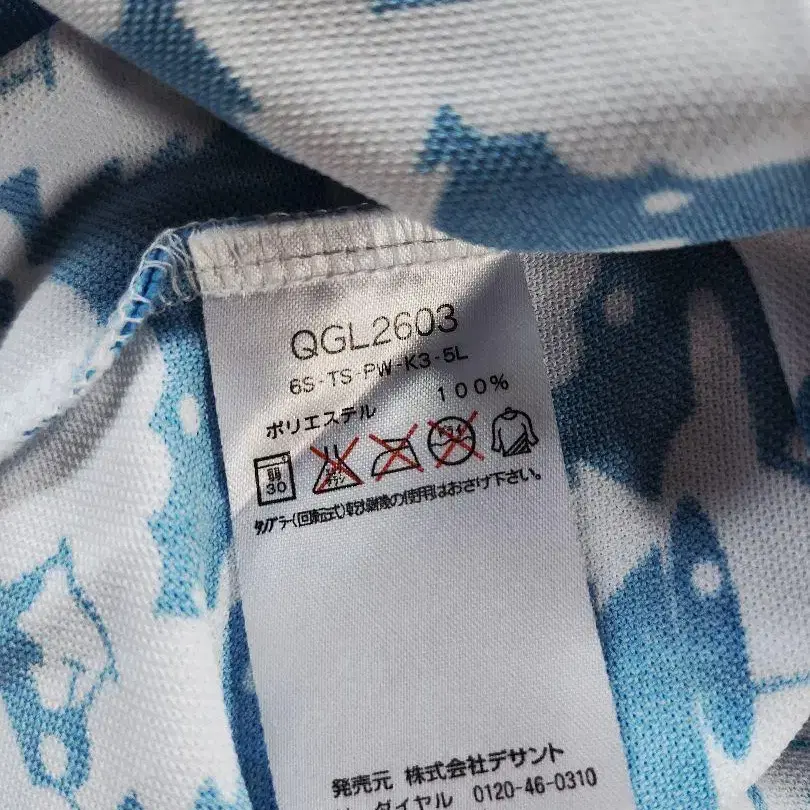 QGL2603
6S-TS-PW-K3-5L
ポリエステル 100%
弱
30
タンブラー(回転式)乾燥機の使用はおさけ下さい。
発売元 株式会社デサント
ダイヤル 0120-46-0310